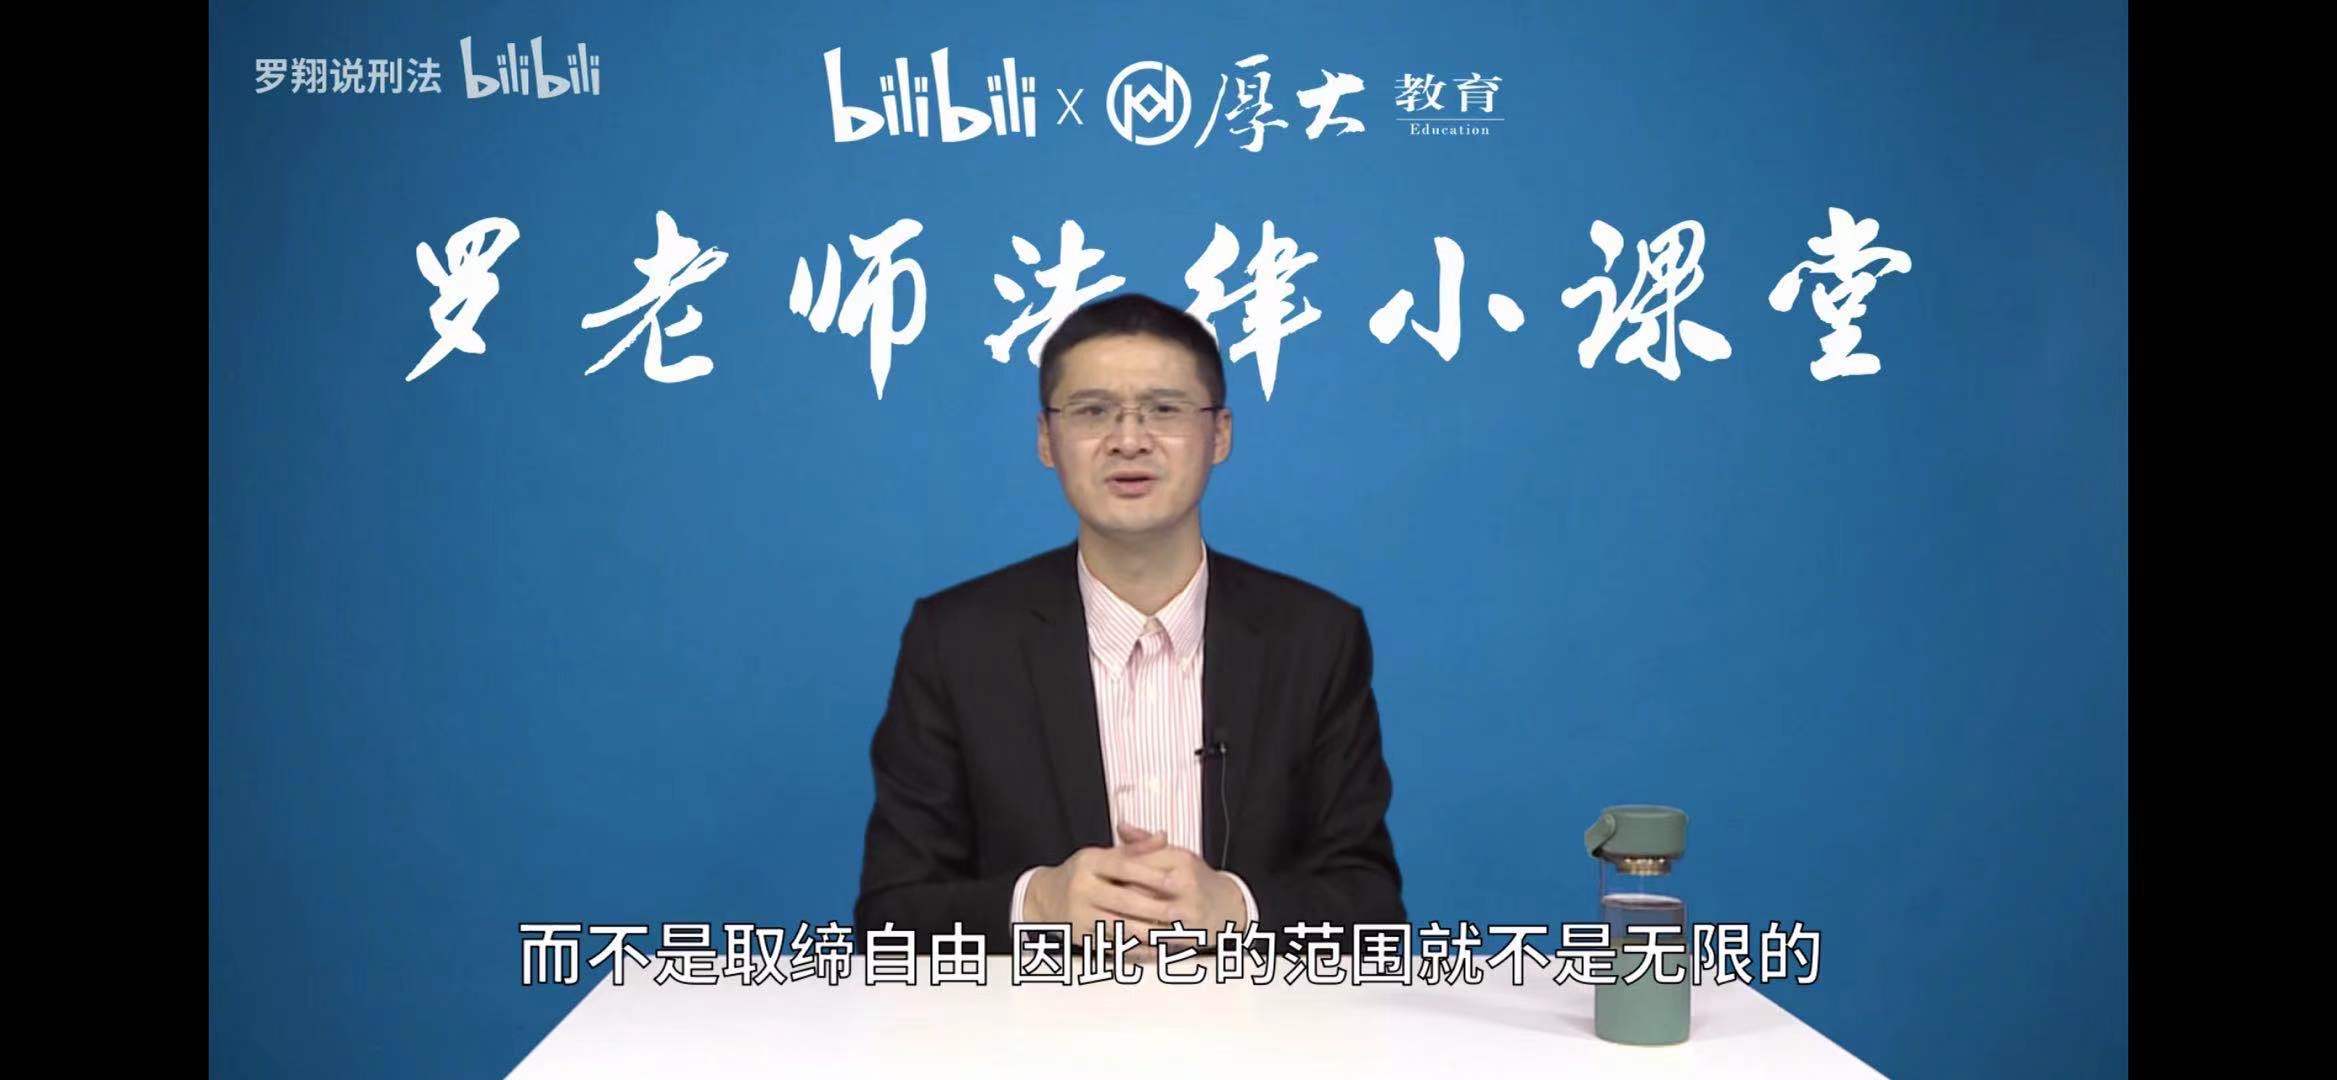 罗翔说刑法 bilibili
bilibili X 厚大 教育
Education
罗老师法律小课堂
而不是取缔自由 因此它的范围就不是无限的